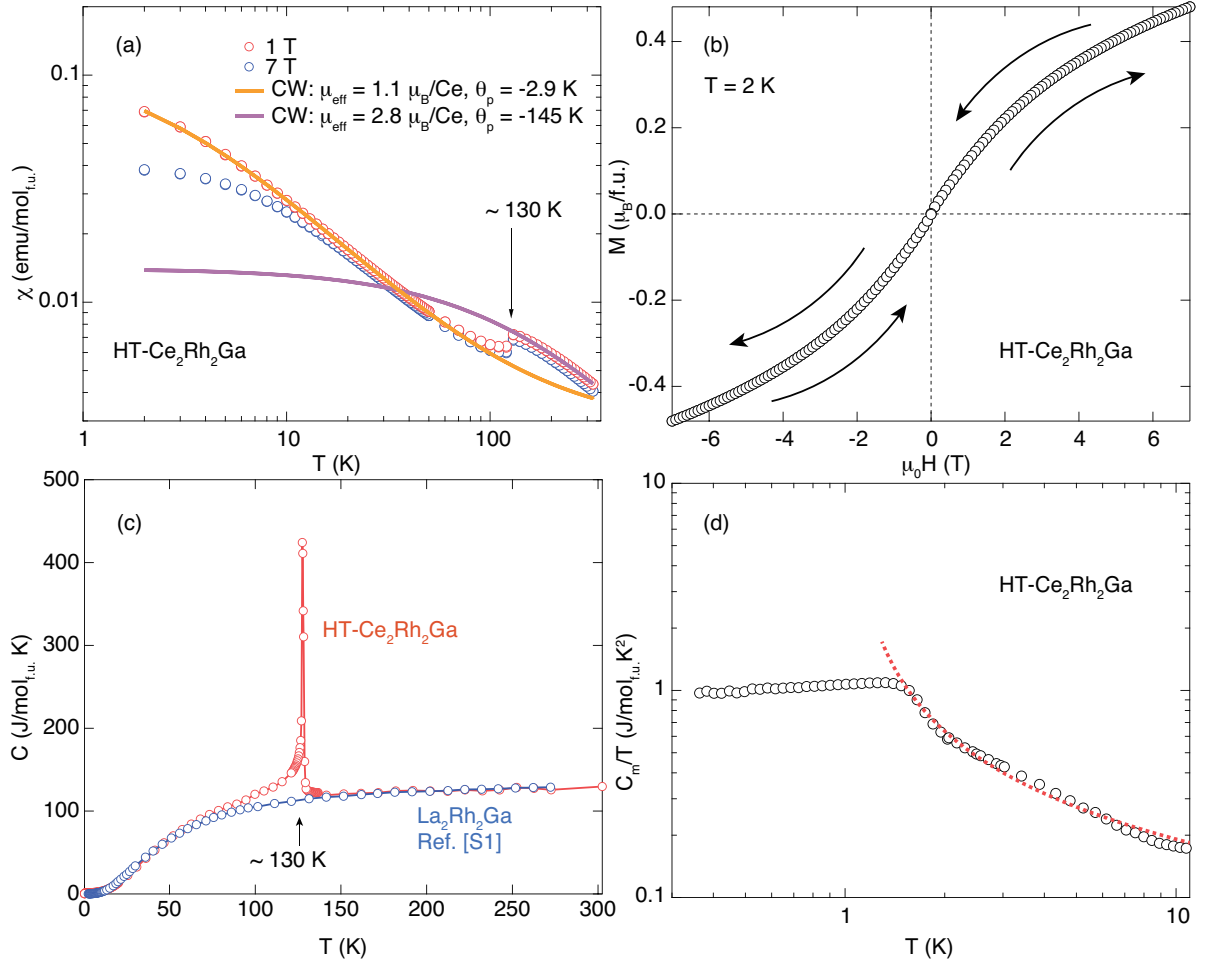 (a)
1 T
7 T
CW: μeff = 1.1 μB/Ce, θp = -2.9 K
CW: μeff = 2.8 μB/Ce, θp = -145 K
~ 130 K
HT-Ce2Rh2Ga
χ (emu/molf.u.)
0.1
0.01
1
10
100
T (K)
(b)
T = 2 K
HT-Ce2Rh2Ga
M (μB/f.u.)
0.4
0.2
0.0
-0.2
-0.4
-6
-4
-2
0
2
4
6
μ0H (T)
(c)
HT-Ce2Rh2Ga
La2Rh2Ga
Ref. [S1]
~ 130 K
C (J/molf.u. K)
500
400
300
200
100
0
0
50
100
150
200
250
300
T (K)
(d)
HT-Ce2Rh2Ga
Cm/T (J/molf.u.K2)
10
1
0.1
1
10
T (K)